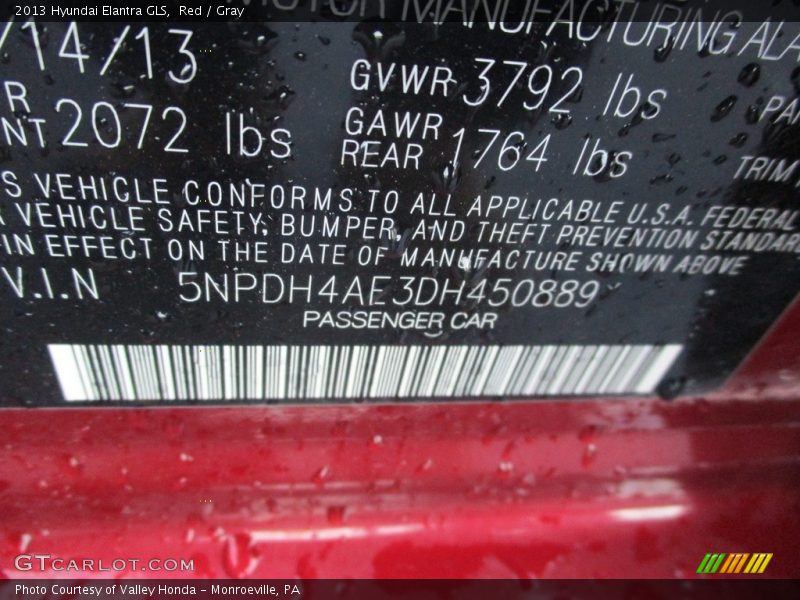 2013 Hyundai Elantra GLS, Red / Gray
MOTOR MANUFACTURING ALA
/14/13
GVWR 3792 lbs
R
NT 2072 lbs
GAWR
REAR 1764 lbs
PA
TRIM
S VEHICLE CONFORMS TO ALL APPLICABLE U.S.A. FEDERAL
VEHICLE SAFETY, BUMPER, AND THEFT PREVENTION STANDAR
IN EFFECT ON THE DATE OF MANUFACTURE SHOWN ABOVE
V.I.N 5NPDH4AE3DH450889
PASSENGER CAR
GTCARLOT.COM
Photo Courtesy of Valley Honda - Monroeville, PA